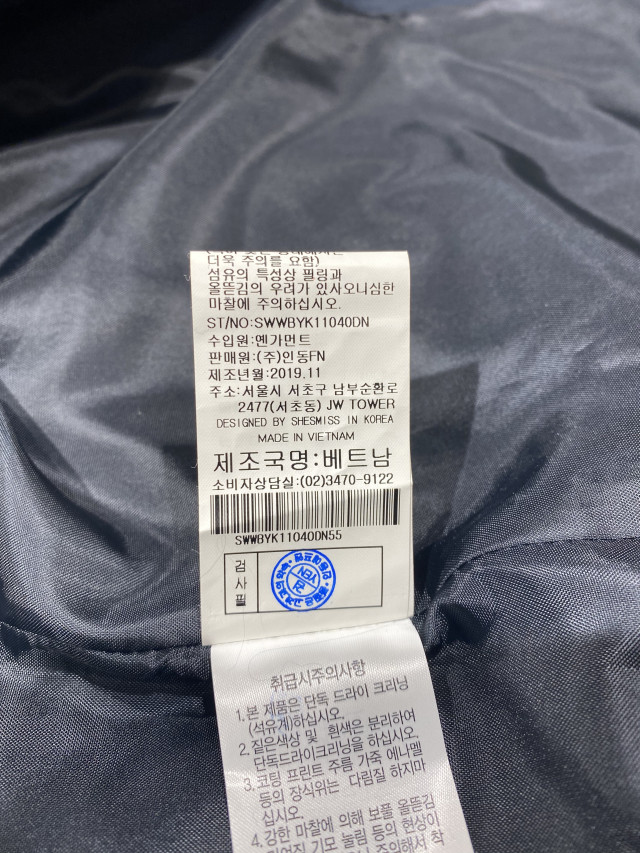 더욱 주의를 요함)
섬유의 특성상 필링과
올뜯김의 우려가 있사오니심한
마찰에 주의하십시오.
ST/NO:SWWBYK11040DN
수입원:옌가먼트
판매원:(주)인동FN
제조년월:2019.11
주소:서울시 서초구 남부순환로
2477(서초동) JW TOWER
DESIGNED BY SHESMISS IN KOREA
MADE IN VIETNAM
제조국명:베트남
소비자상담실:(02)3470-9122
SWWBYK11040DN55
검사필
취급시주의사항
1.본 제품은 단독 드라이 크리닝
(석유계)하십시오.
2.짙은색상 및 흰색은 분리하여
단독드라이크리닝을 하십시오.
3.코팅 프린트 주름 가죽 에나멜
등의 장식위는 다림질 하지마
십시오.
4.강한 마찰에 의해 보풀 올뜯김
기모 눌림 등의 현상이